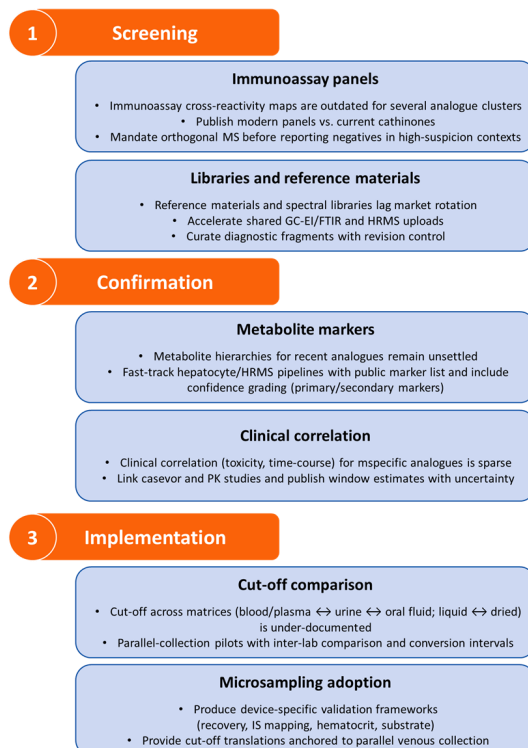 1 Screening
Immunoassay panels
• Immunoassay cross-reactivity maps are outdated for several analogue clusters
• Publish modern panels vs. current cathinones
• Mandate orthogonal MS before reporting negatives in high-suspicion contexts
Libraries and reference materials
• Reference materials and spectral libraries lag market rotation
• Accelerate shared GC-EI/FTIR and HRMS uploads
• Curate diagnostic fragments with revision control
2 Confirmation
Metabolite markers
• Metabolite hierarchies for recent analogues remain unsettled
• Fast-track hepatocyte/HRMS pipelines with public marker list and include
confidence grading (primary/secondary markers)
Clinical correlation
• Clinical correlation (toxicity, time-course) for mspecific analogues is sparse
• Link casevor and PK studies and publish window estimates with uncertainty
3 Implementation
Cut-off comparison
• Cut-off across matrices (blood/plasma ↔ urine ↔ oral fluid; liquid ↔ dried)
is under-documented
• Parallel-collection pilots with inter-lab comparison and conversion intervals
Microsampling adoption
• Produce device-specific validation frameworks
(recovery, IS mapping, hematocrit, substrate)
• Provide cut-off translations anchored to parallel venous collection